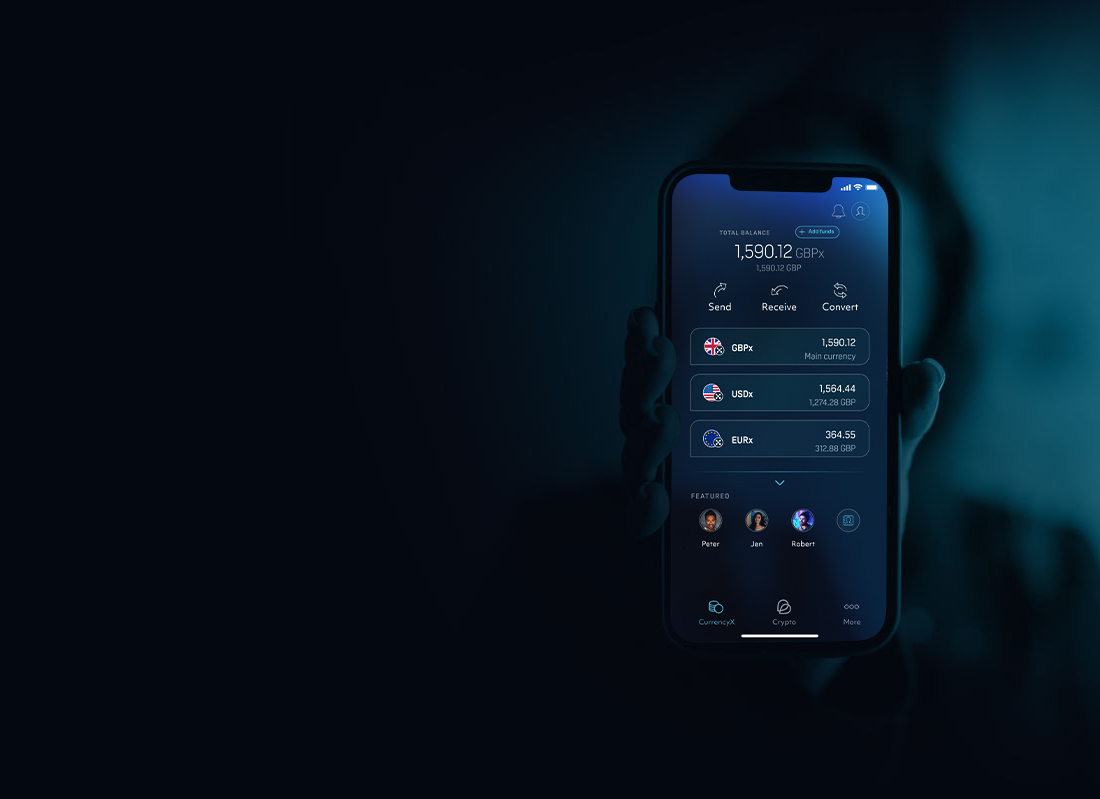 TOTAL BALANCE
+ Add funds
1,590.12 GBPx
1,590.12 GBP
Send
Receive
Convert
GBPx
1,590.12
Main currency
USDx
1,564.44
1,274.28 GBP
EURx
364.55
312.88 GBP
FEATURED
Peter
Jen
Robert
CurrencyX
Crypto
More